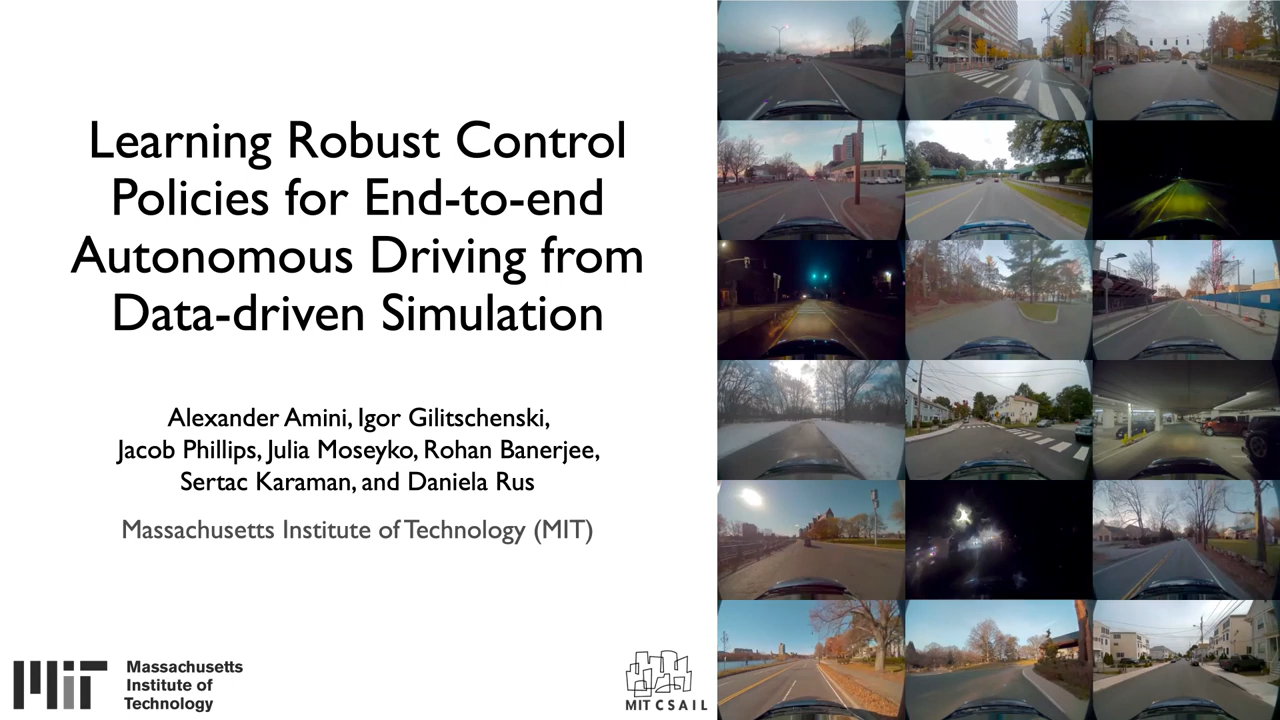 Learning Robust Control
Policies for End-to-end
Autonomous Driving from
Data-driven Simulation
Alexander Amini, Igor Gilitschenski,
Jacob Phillips, Julia Moseyko, Rohan Banerjee,
Sertac Karaman, and Daniela Rus
Massachusetts Institute of Technology (MIT)
MIT
Massachusetts
Institute of
Technology
MIT CSAIL